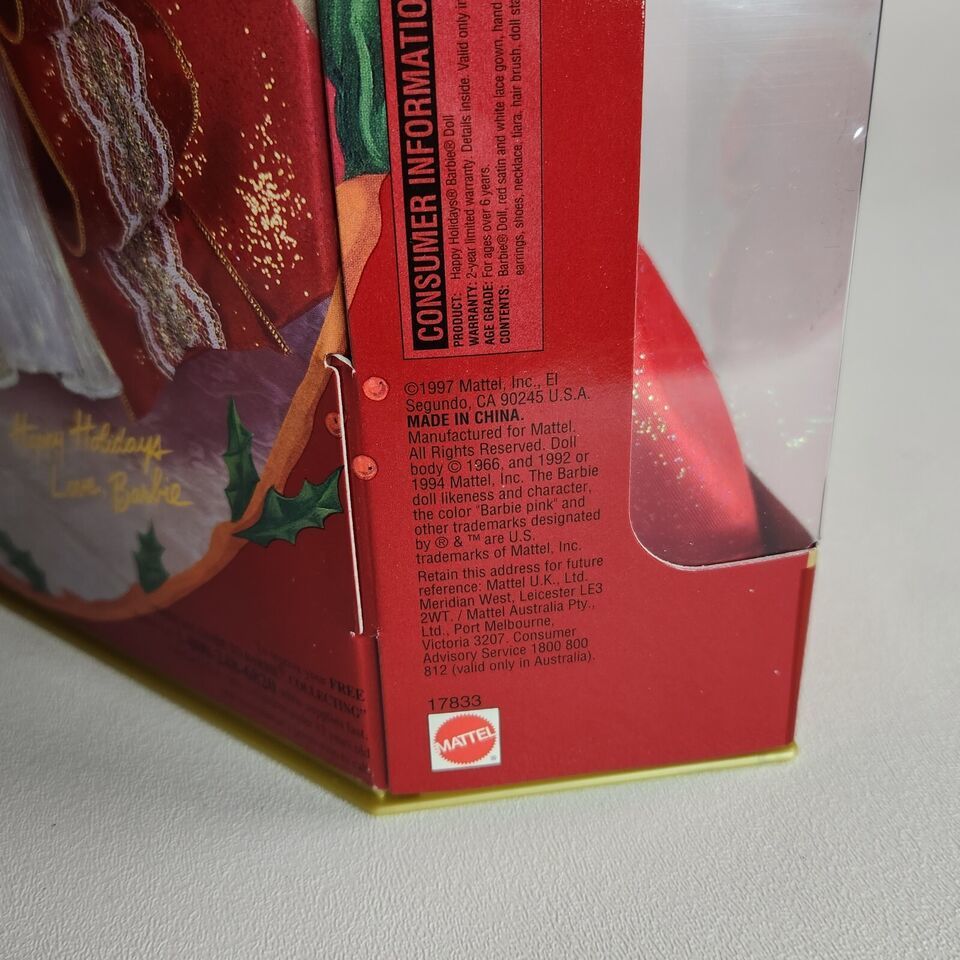 Happy Holidays
Love Barbie
CONSUMER INFORMATIO
PRODUCT: Happy Holidays® Barbie® Doll
WARRANTY: 2-year limited warranty. Details inside. Valid only in
AGE GRADE: For ages over 6 years.
CONTENTS: Barbie® Doll, red satin and white lace gown, hand
earrings, shoes, necklace, tiara, hair brush, doll sta
©1997 Mattel, Inc., El
Segundo, CA 90245 U.S.A.
MADE IN CHINA.
Manufactured for Mattel.
All Rights Reserved. Doll
body © 1966, and 1992 or
1994 Mattel, Inc. The Barbie
doll likeness and character,
the color "Barbie pink" and
other trademarks designated
by ® & ™ are U.S.
trademarks of Mattel, Inc.
Retain this address for future
reference: Mattel U.K., Ltd.
Meridian West, Leicester LE3
2WT. / Mattel Australia Pty.,
Ltd., Port Melbourne,
Victoria 3207. Consumer
Advisory Service 1800 800
812 (valid only in Australia).
17833
MATTEL
®
your FREE
COLLECTING"
supplies last.
years old